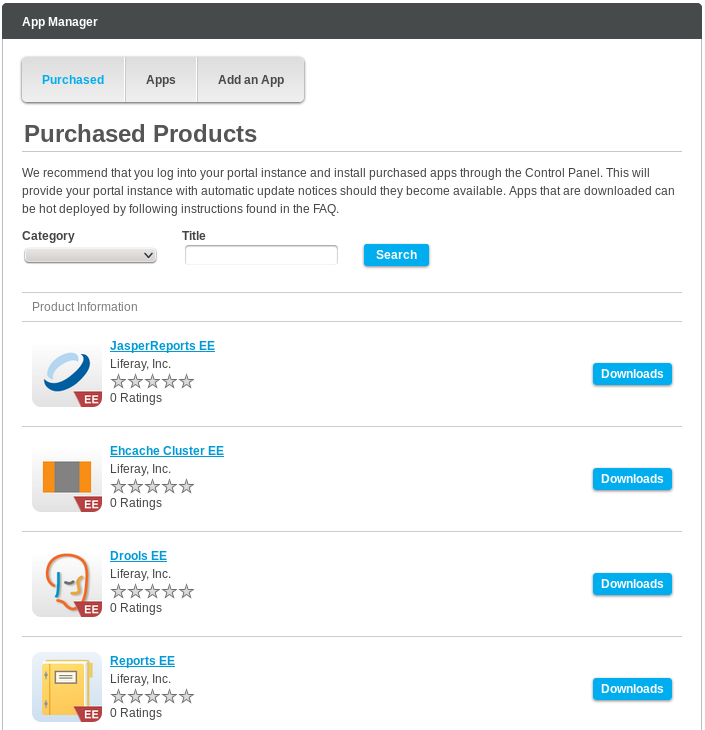 App Manager
Purchased
Apps
Add an App
Purchased Products
We recommend that you log into your portal instance and install purchased apps through the Control Panel. This will
provide your portal instance with automatic update notices should they become available. Apps that are downloaded can
be hot deployed by following instructions found in the FAQ.
Category
Title
Search
Product Information
JasperReports EE
Liferay, Inc.
0 Ratings
EE
Downloads
Ehcache Cluster EE
Liferay, Inc.
0 Ratings
EE
Downloads
Drools EE
Liferay, Inc.
0 Ratings
EE
Downloads
Reports EE
Liferay, Inc.
0 Ratings
EE
Downloads